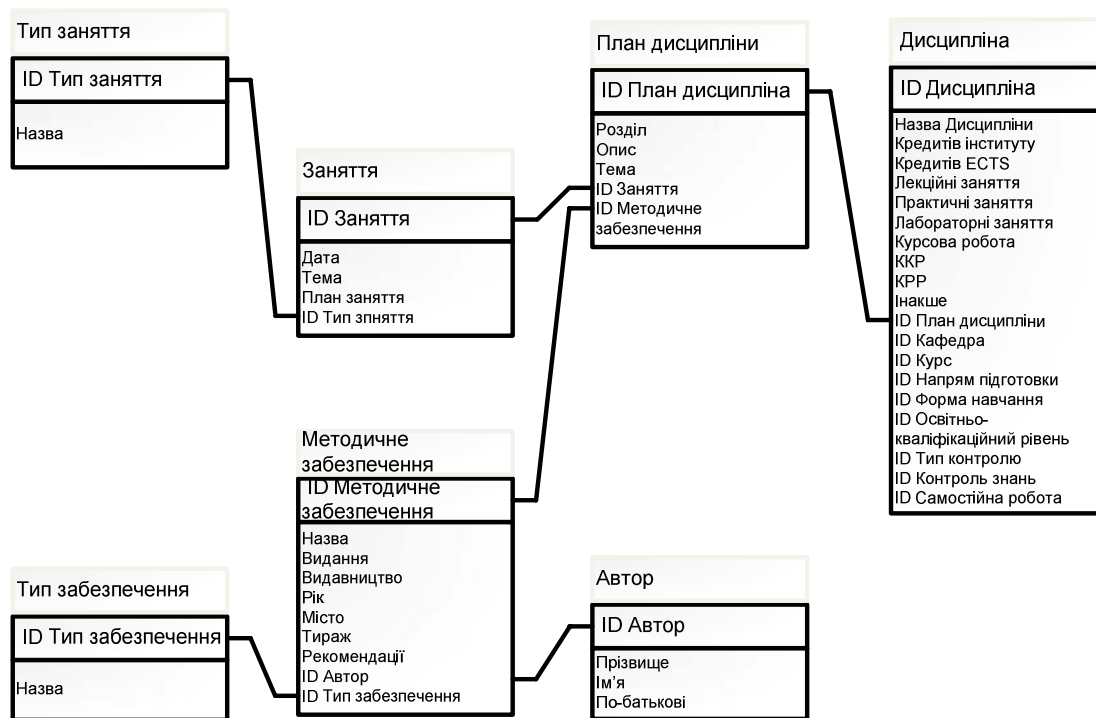 Тип заняття
ID Тип заняття
Назва
Заняття
ID Заняття
Дата
Тема
План заняття
ID Тип зпняття
План дисципліни
ID План дисципліна
Розділ
Опис
Тема
ID Заняття
ID Методичне
забезпечення
Дисципліна
ID Дисципліна
Назва Дисципліни
Кредитів інституту
Кредитів ECTS
Лекційні заняття
Практичні заняття
Лабораторні заняття
Курсова робота
ККР
КРР
Інакше
ID План дисципліни
ID Кафедра
ID Курс
ID Напрям підготовки
ID Форма навчання
ID Освітньо-
кваліфікаційний рівень
ID Тип контролю
ID Контроль знань
ID Самостійна робота
Методичне
забезпечення
ID Методичне
забезпечення
Назва
Видання
Видавництво
Рік
Місто
Тираж
Рекомендації
ID Автор
ID Тип забезпечення
Тип забезпечення
ID Тип забезпечення
Назва
Автор
ID Автор
Прізвище
Ім'я
По-батькові